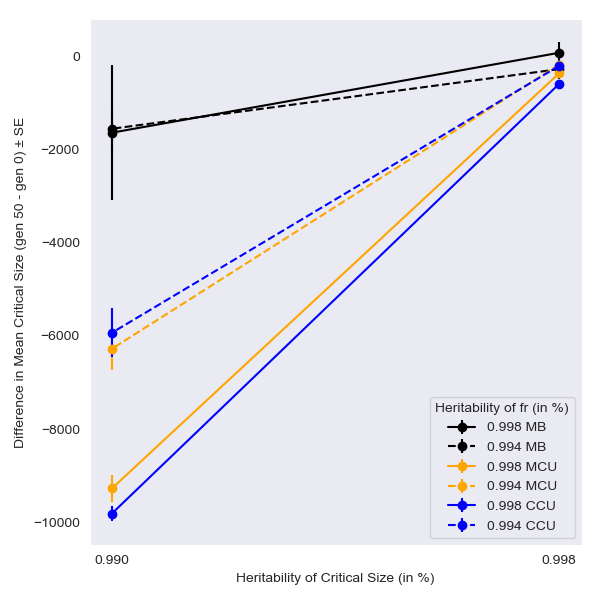 Difference in Mean Critical Size (gen 50 - gen 0) ± SE
0
−2000
−4000
−6000
−8000
−10000
Heritability of fr (in %)
0.998 MB
0.994 MB
0.998 MCU
0.994 MCU
0.998 CCU
0.994 CCU
0.990
0.998
Heritability of Critical Size (in %)